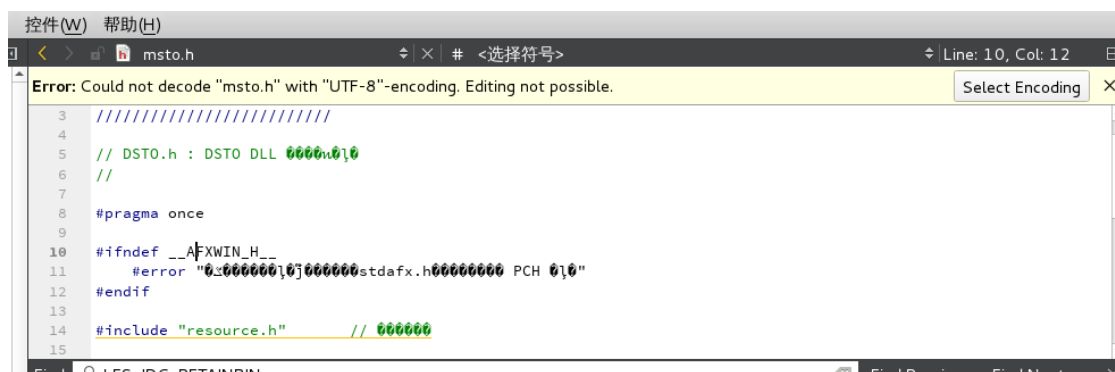 控件(W) 帮助(H)
msto.h # <选择符号> Line: 10, Col: 12
Error: Could not decode "msto.h" with "UTF-8"-encoding. Editing not possible. Select Encoding
3 //////////////////////////
4
5 // DSTO.h : DSTO DLL ����ͷ�ļ�
6 //
7
8 #pragma once
9
10 #ifndef __AFXWIN_H__
11 #error "�ڰ������ļ�֮ǰ������stdafx.h�������� PCH �ļ�"
12 #endif
13
14 #include "resource.h" // ������
15